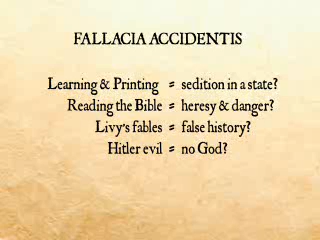 FALLACIA ACCIDENTIS
Learning & Printing = sedition in a state?
Reading the Bible = heresy & danger?
Livy's fables = false history?
Hitler evil = no God?